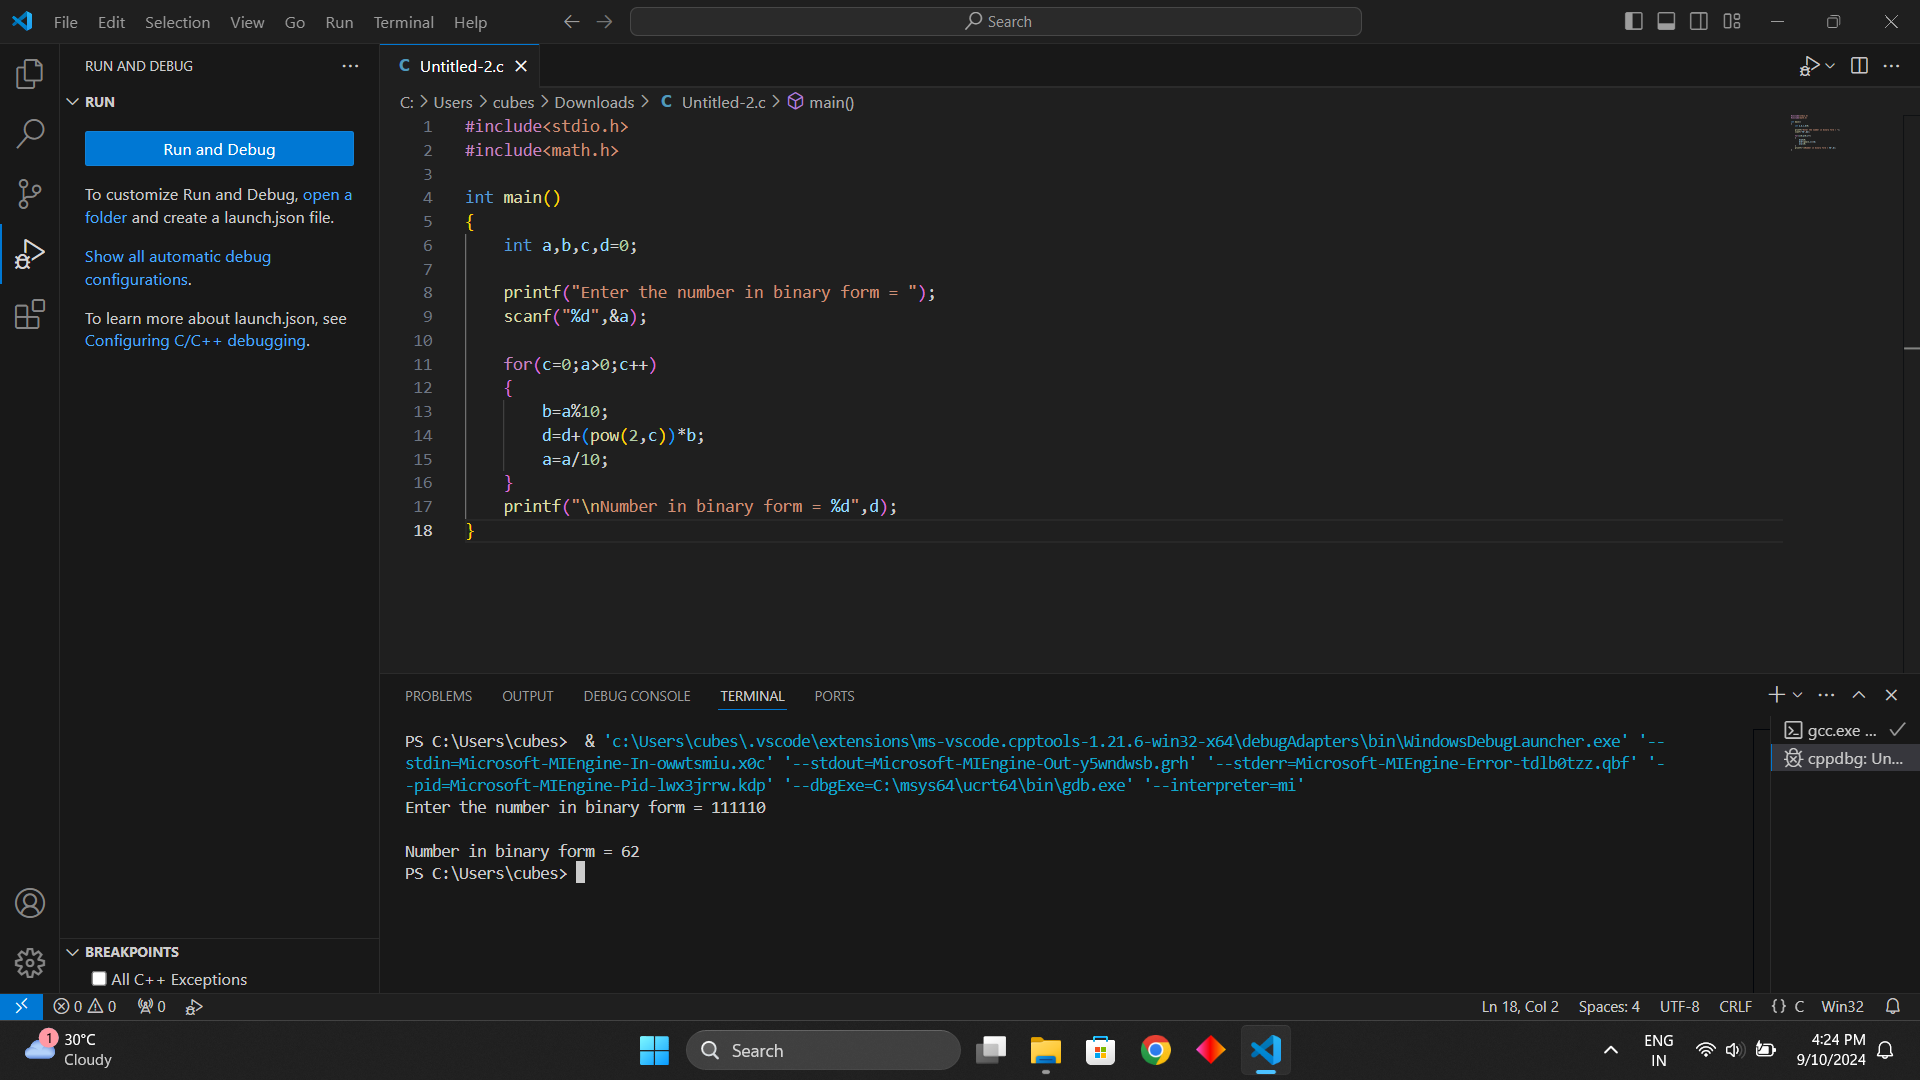 File Edit Selection View Go Run Terminal Help
Search
RUN AND DEBUG
RUN
Run and Debug
To customize Run and Debug, open a
folder and create a launch.json file.
Show all automatic debug
configurations.
To learn more about launch.json, see
Configuring C/C++ debugging.
BREAKPOINTS
All C++ Exceptions
C Untitled-2.c
C: > Users > cubes > Downloads > C Untitled-2.c > main()
1 #include<stdio.h>
2 #include<math.h>
3
4 int main()
5 {
6 int a,b,c,d=0;
7
8 printf("Enter the number in binary form = ");
9 scanf("%d",&a);
10
11 for(c=0;a>0;c++)
12 {
13 b=a%10;
14 d=d+(pow(2,c))*b;
15 a=a/10;
16 }
17 printf("\nNumber in binary form = %d",d);
18 }
PROBLEMS OUTPUT DEBUG CONSOLE TERMINAL PORTS
PS C:\Users\cubes>  & 'c:\Users\cubes\.vscode\extensions\ms-vscode.cpptools-1.21.6-win32-x64\debugAdapters\bin\WindowsDebugLauncher.exe' '--
stdin=Microsoft-MIEngine-In-owwtsmiu.x0c' '--stdout=Microsoft-MIEngine-Out-y5wndwsb.grh' '--stderr=Microsoft-MIEngine-Error-tdlb0tzz.qbf' '-
-pid=Microsoft-MIEngine-Pid-lwx3jrrw.kdp' '--dbgExe=C:\msys64\ucrt64\bin\gdb.exe' '--interpreter=mi'
Enter the number in binary form = 111110
Number in binary form = 62
PS C:\Users\cubes>
gcc.exe ...
cppdbg: Un...
0 0 0
Ln 18, Col 2 Spaces: 4 UTF-8 CRLF {} C Win32
1
30°C
Cloudy
Search
ENG
IN
4:24 PM
9/10/2024